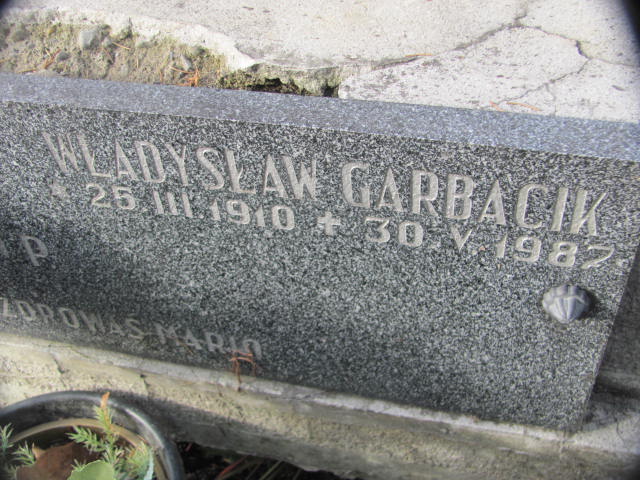 WŁADYSŁAW GARBACIK
* 25.III 1910 + 30 V 1987
P
ZDROWAŚ MARIO